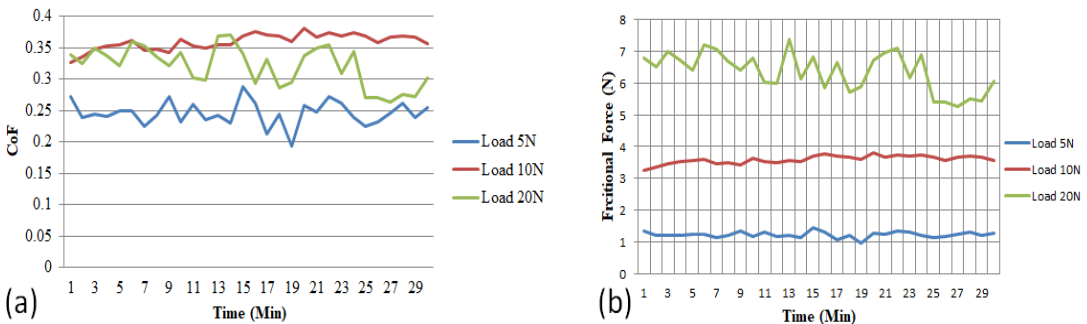 0.4
0.35
0.3
0.25
0.2
0.15
0.1
0.05
0
CoF
1 3 5 7 9 11 13 15 17 19 21 23 25 27 29
Time (Min)
Load 5N
Load 10N
Load 20N
(a)
8
7
6
5
4
3
2
1
0
Frcitional Force (N)
1 3 5 7 9 11 13 15 17 19 21 23 25 27 29
Time (Min)
Load 5N
Load 10N
Load 20N
(b)